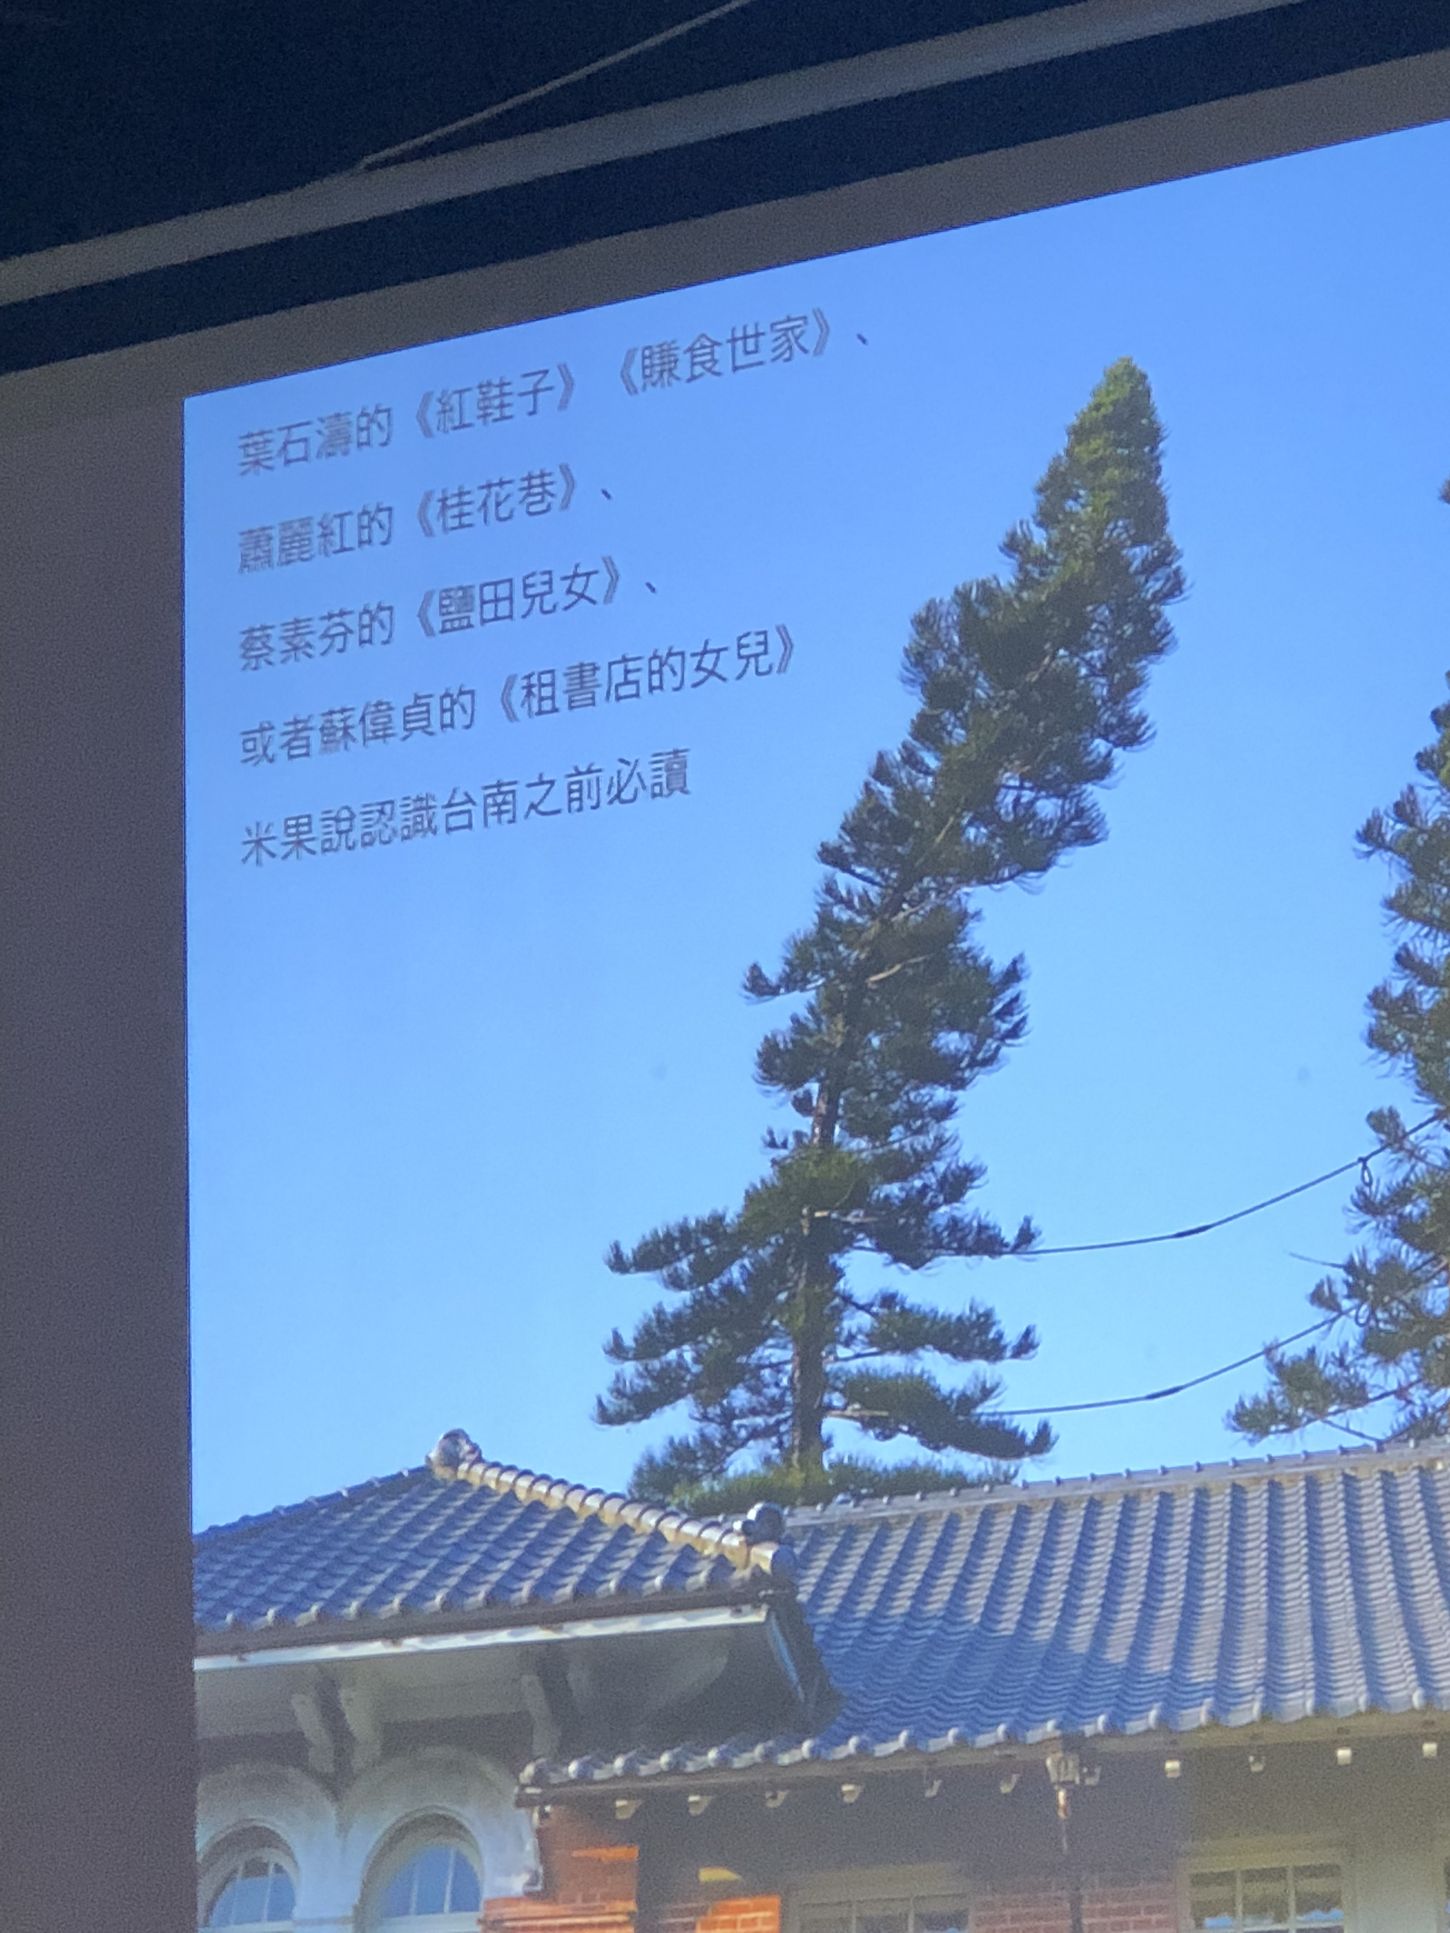 葉石濤的《紅鞋子》《賺食世家》、
蕭麗紅的《桂花巷》、
蔡素芬的《鹽田兒女》、
或者蘇偉貞的《租書店的女兒》
米果說認識台南之前必讀